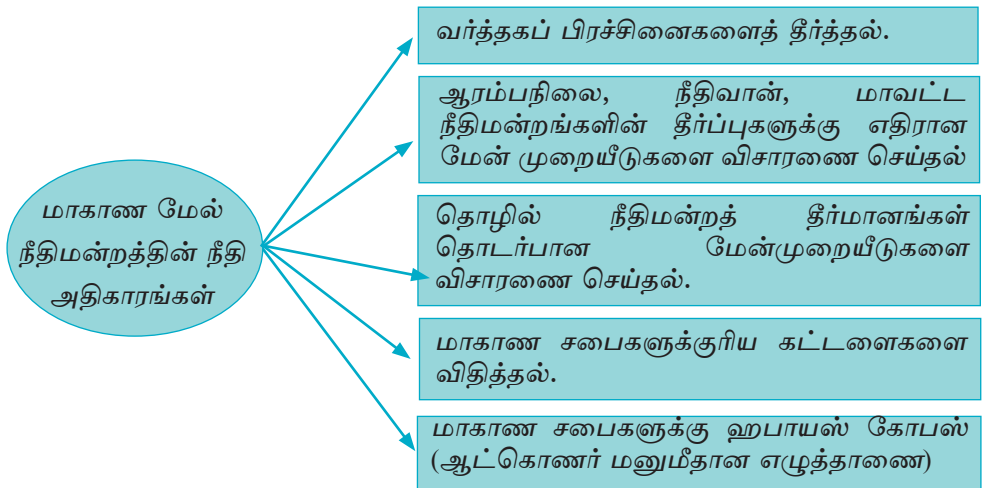 மாகாண மேல்
நீதிமன்றத்தின் நீதி
அதிகாரங்கள்
வர்த்தகப் பிரச்சினைகளைத் தீர்த்தல்.
ஆரம்பநிலை, நீதிவான், மாவட்ட
நீதிமன்றங்களின் தீர்ப்புகளுக்கு எதிரான
மேன் முறையீடுகளை விசாரணை செய்தல்
தொழில் நீதிமன்றத் தீர்மானங்கள்
தொடர்பான மேன்முறையீடுகளை
விசாரணை செய்தல்.
மாகாண சபைகளுக்குரிய கட்டளைகளை
விதித்தல்.
மாகாண சபைகளுக்கு ஹபாயஸ் கோபஸ்
(ஆட்கொணர் மனுமீதான எழுத்தாணை)